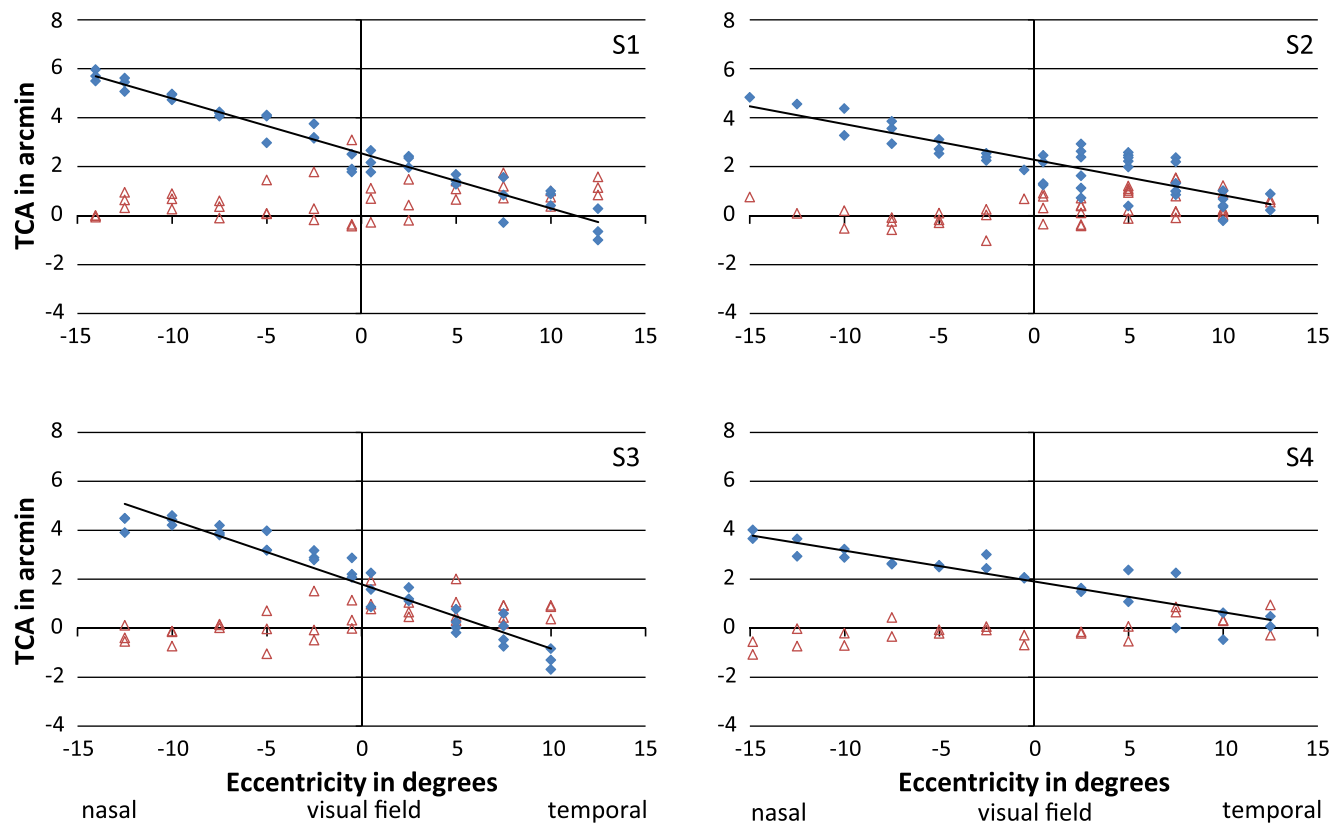 8 8
S1 S2
6 6
4 4
2 2
0 0
-2 -2
-4 -4
TCA in arcmin
-15 -10 -5 0 5 10 15 -15 -10 -5 0 5 10 15
8 8
S3 S4
6 6
4 4
2 2
0 0
-2 -2
-4 -4
TCA in arcmin
-15 -10 -5 0 5 10 15 -15 -10 -5 0 5 10 15
Eccentricity in degrees Eccentricity in degrees
nasal visual field temporal nasal visual field temporal